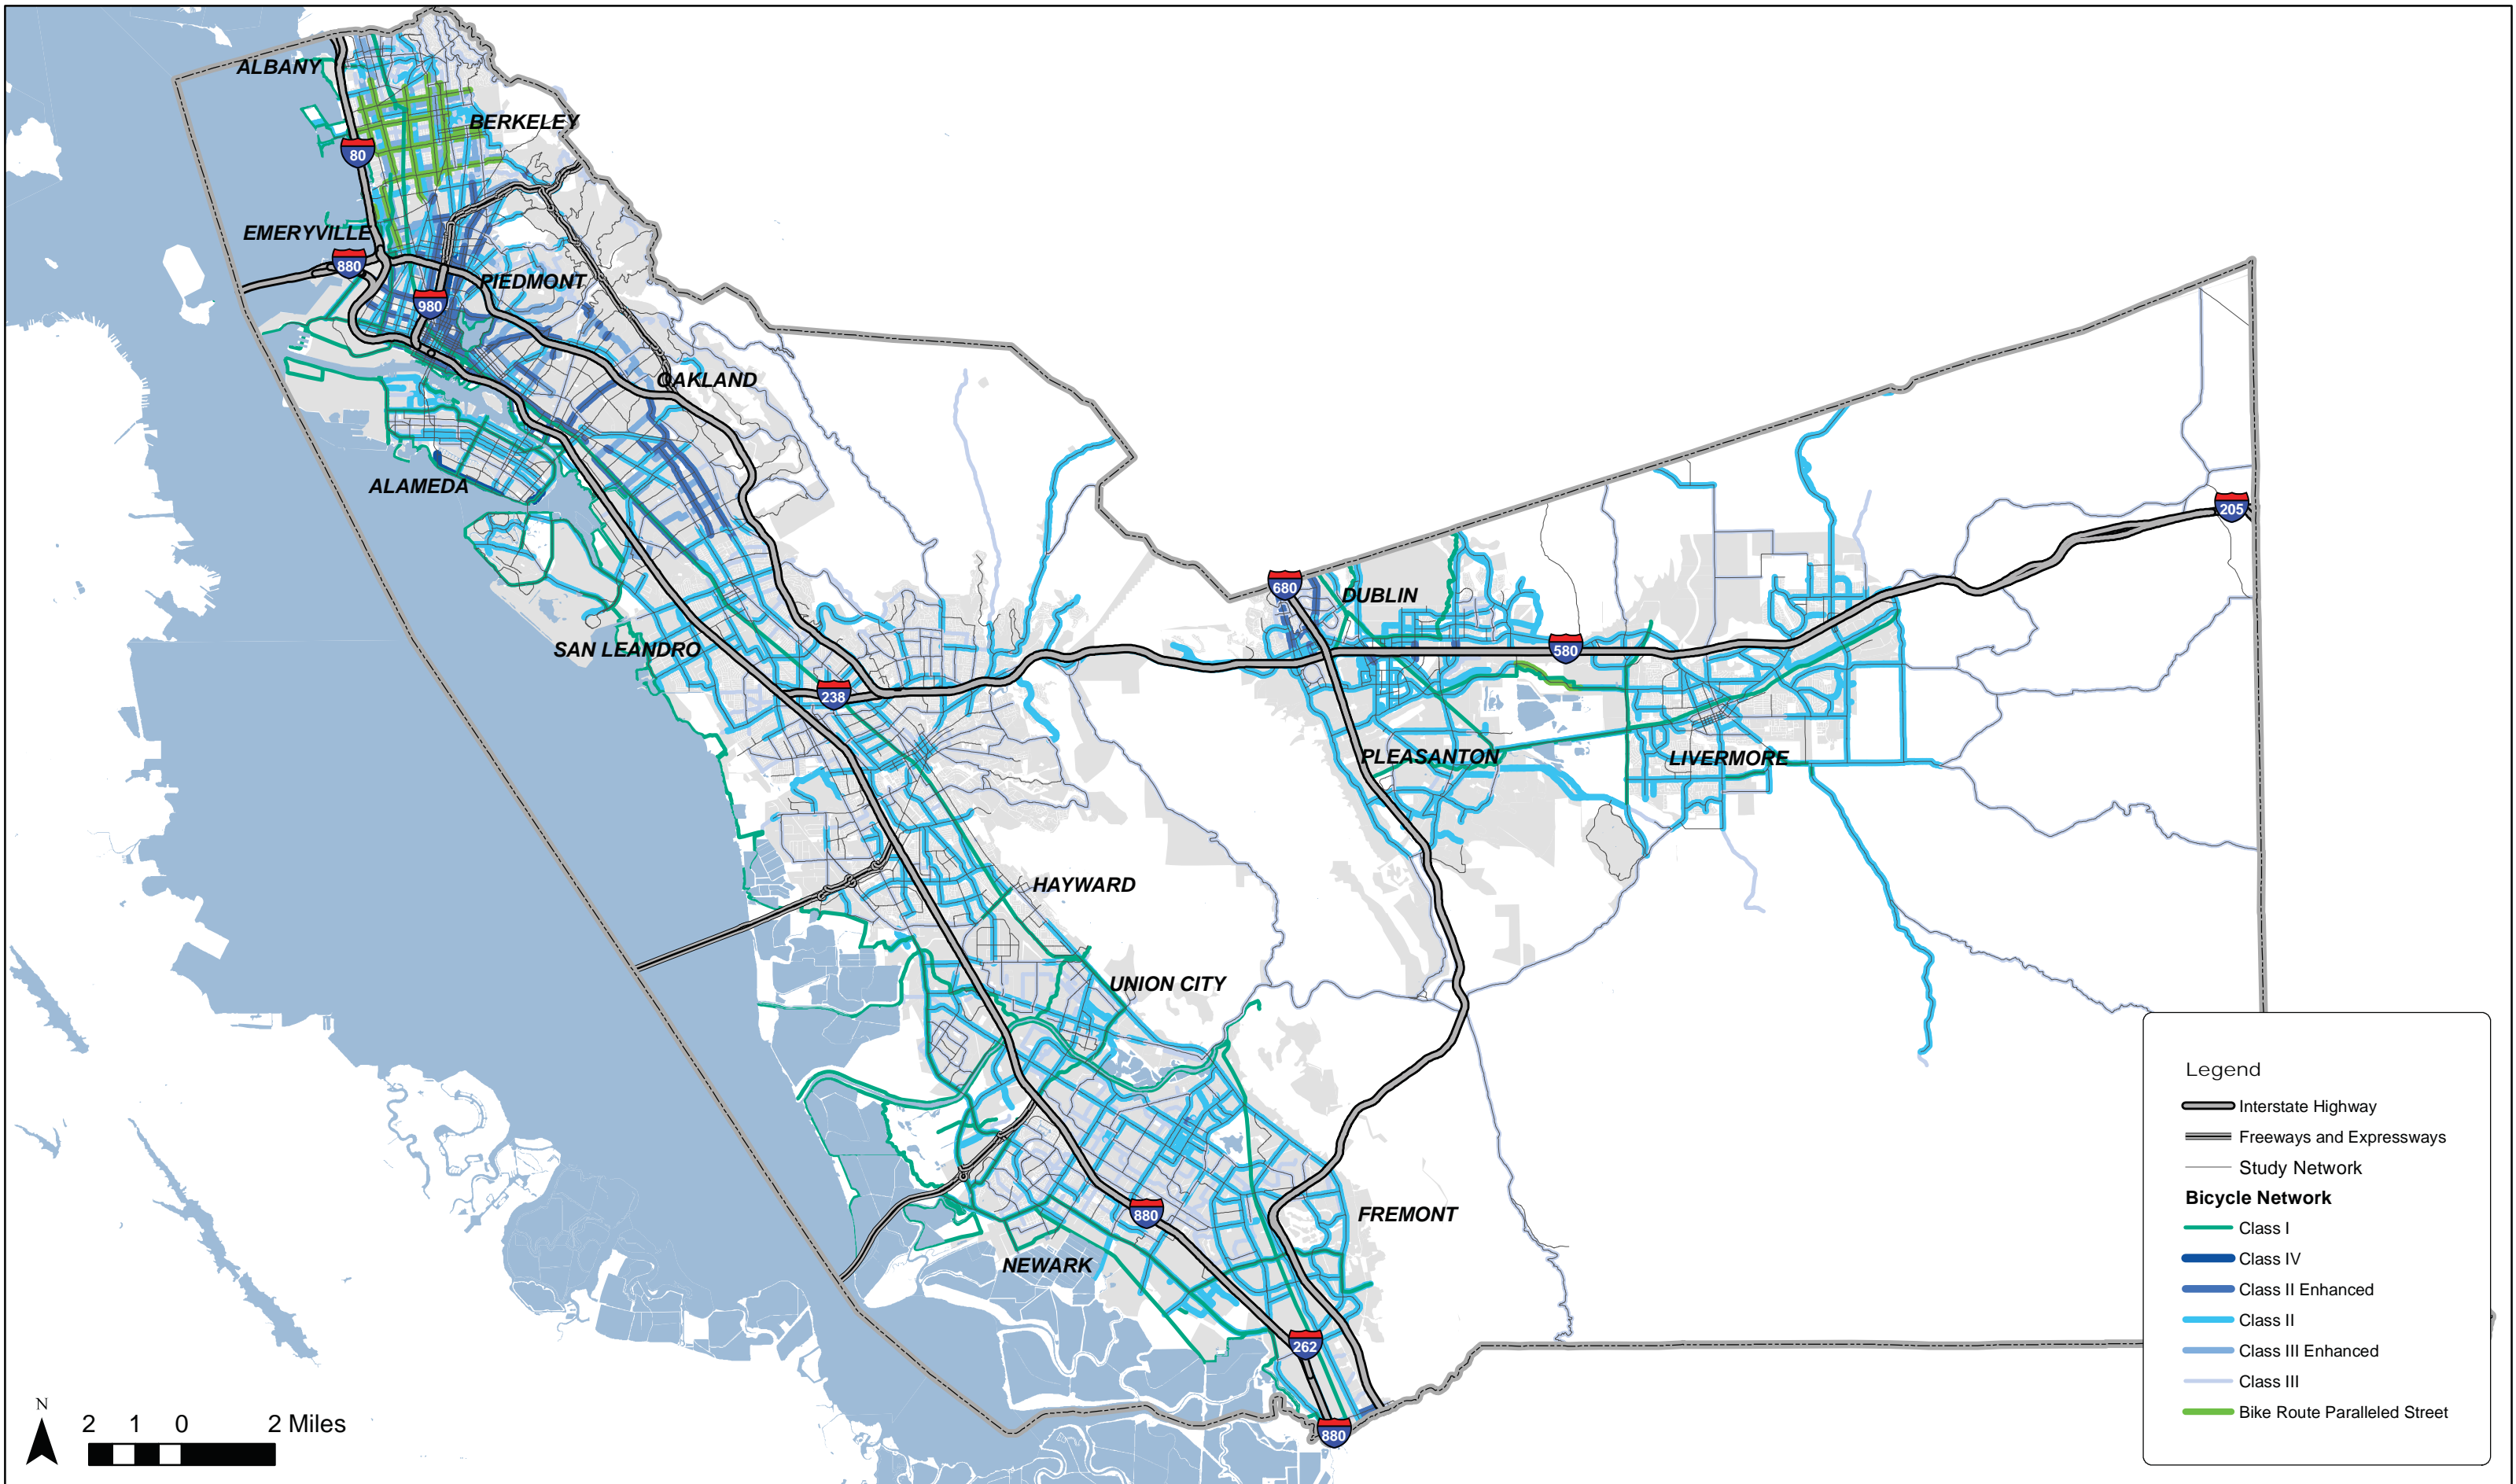 ALBANY
BERKELEY
80
EMERYVILLE
880
PIEDMONT
980
OAKLAND
ALAMEDA
205
680
DUBLIN
SAN LEANDRO
580
238
PLEASANTON
LIVERMORE
HAYWARD
UNION CITY
880
FREMONT
NEWARK
262
880
Legend
Interstate Highway
Freeways and Expressways
Study Network
Bicycle Network
Class I
Class IV
Class II Enhanced
Class II
Class III Enhanced
Class III
Bike Route Paralleled Street
N
2 1 0 2 Miles